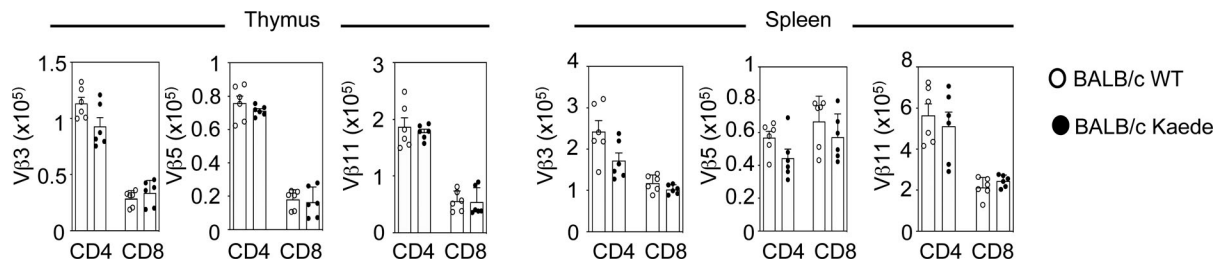 Thymus
Spleen
Vβ3 (x10⁵)
1.5
1
0.5
0
CD4 CD8
Vβ5 (x10⁵)
1
0.8
0.6
0.4
0.2
0
CD4 CD8
Vβ11 (x10⁵)
3
2
1
0
CD4 CD8
Vβ3 (x10⁵)
4
3
2
1
0
CD4 CD8
Vβ5 (x10⁵)
1
0.8
0.6
0.4
0.2
0
CD4 CD8
Vβ11 (x10⁵)
8
6
4
2
0
CD4 CD8
BALB/c WT
BALB/c Kaede